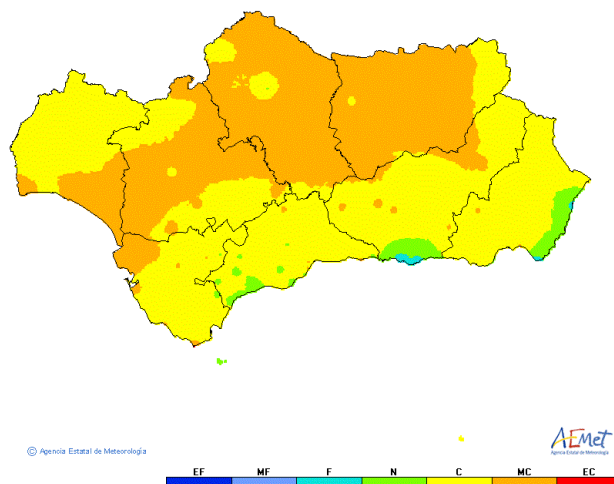 © Agencia Estatal de Meteorología
AEmet
Agencia Estatal de Meteorología
EF MF F N C MC EC